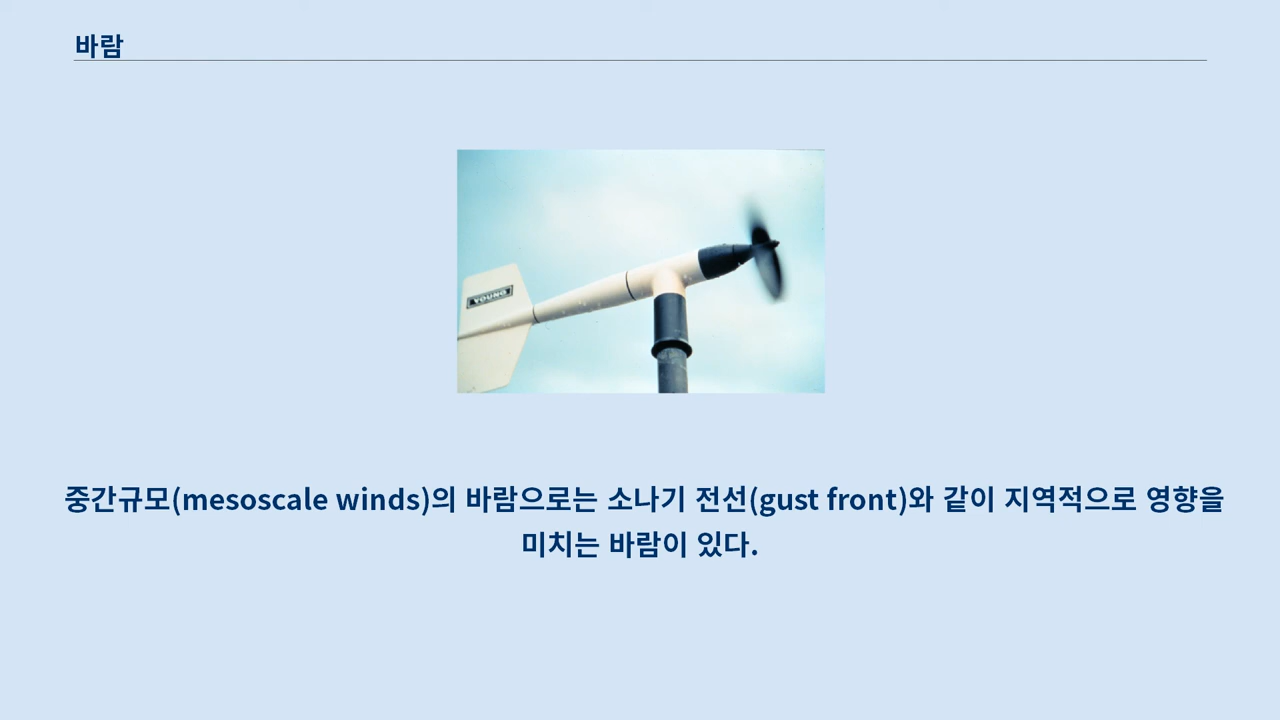 바람
YOUNG
중간규모(mesoscale winds)의 바람으로는 소나기 전선(gust front)와 같이 지역적으로 영향을
미치는 바람이 있다.